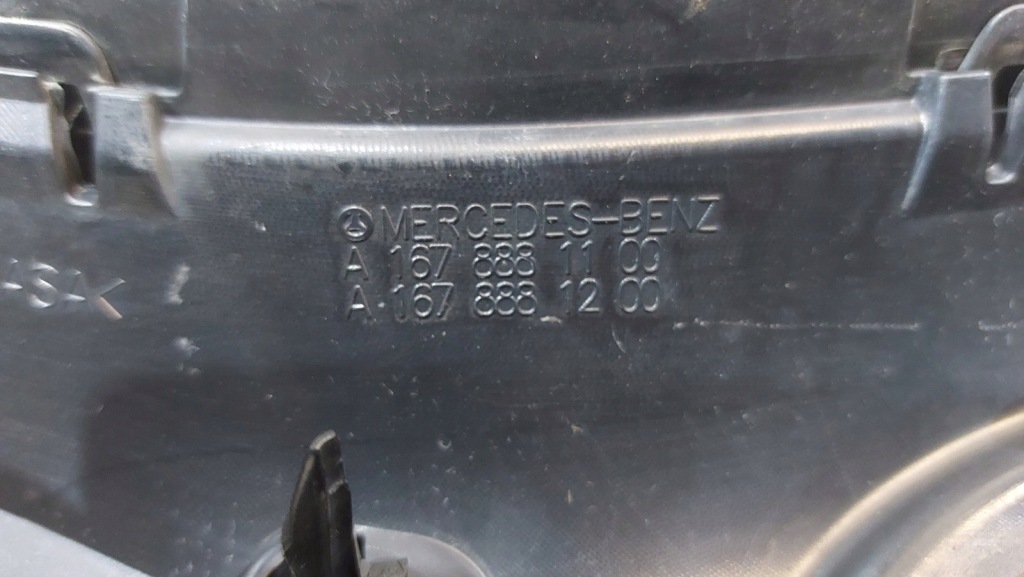 MERCEDES-BENZ
A 167 888 11 00
A 167 888 12 00